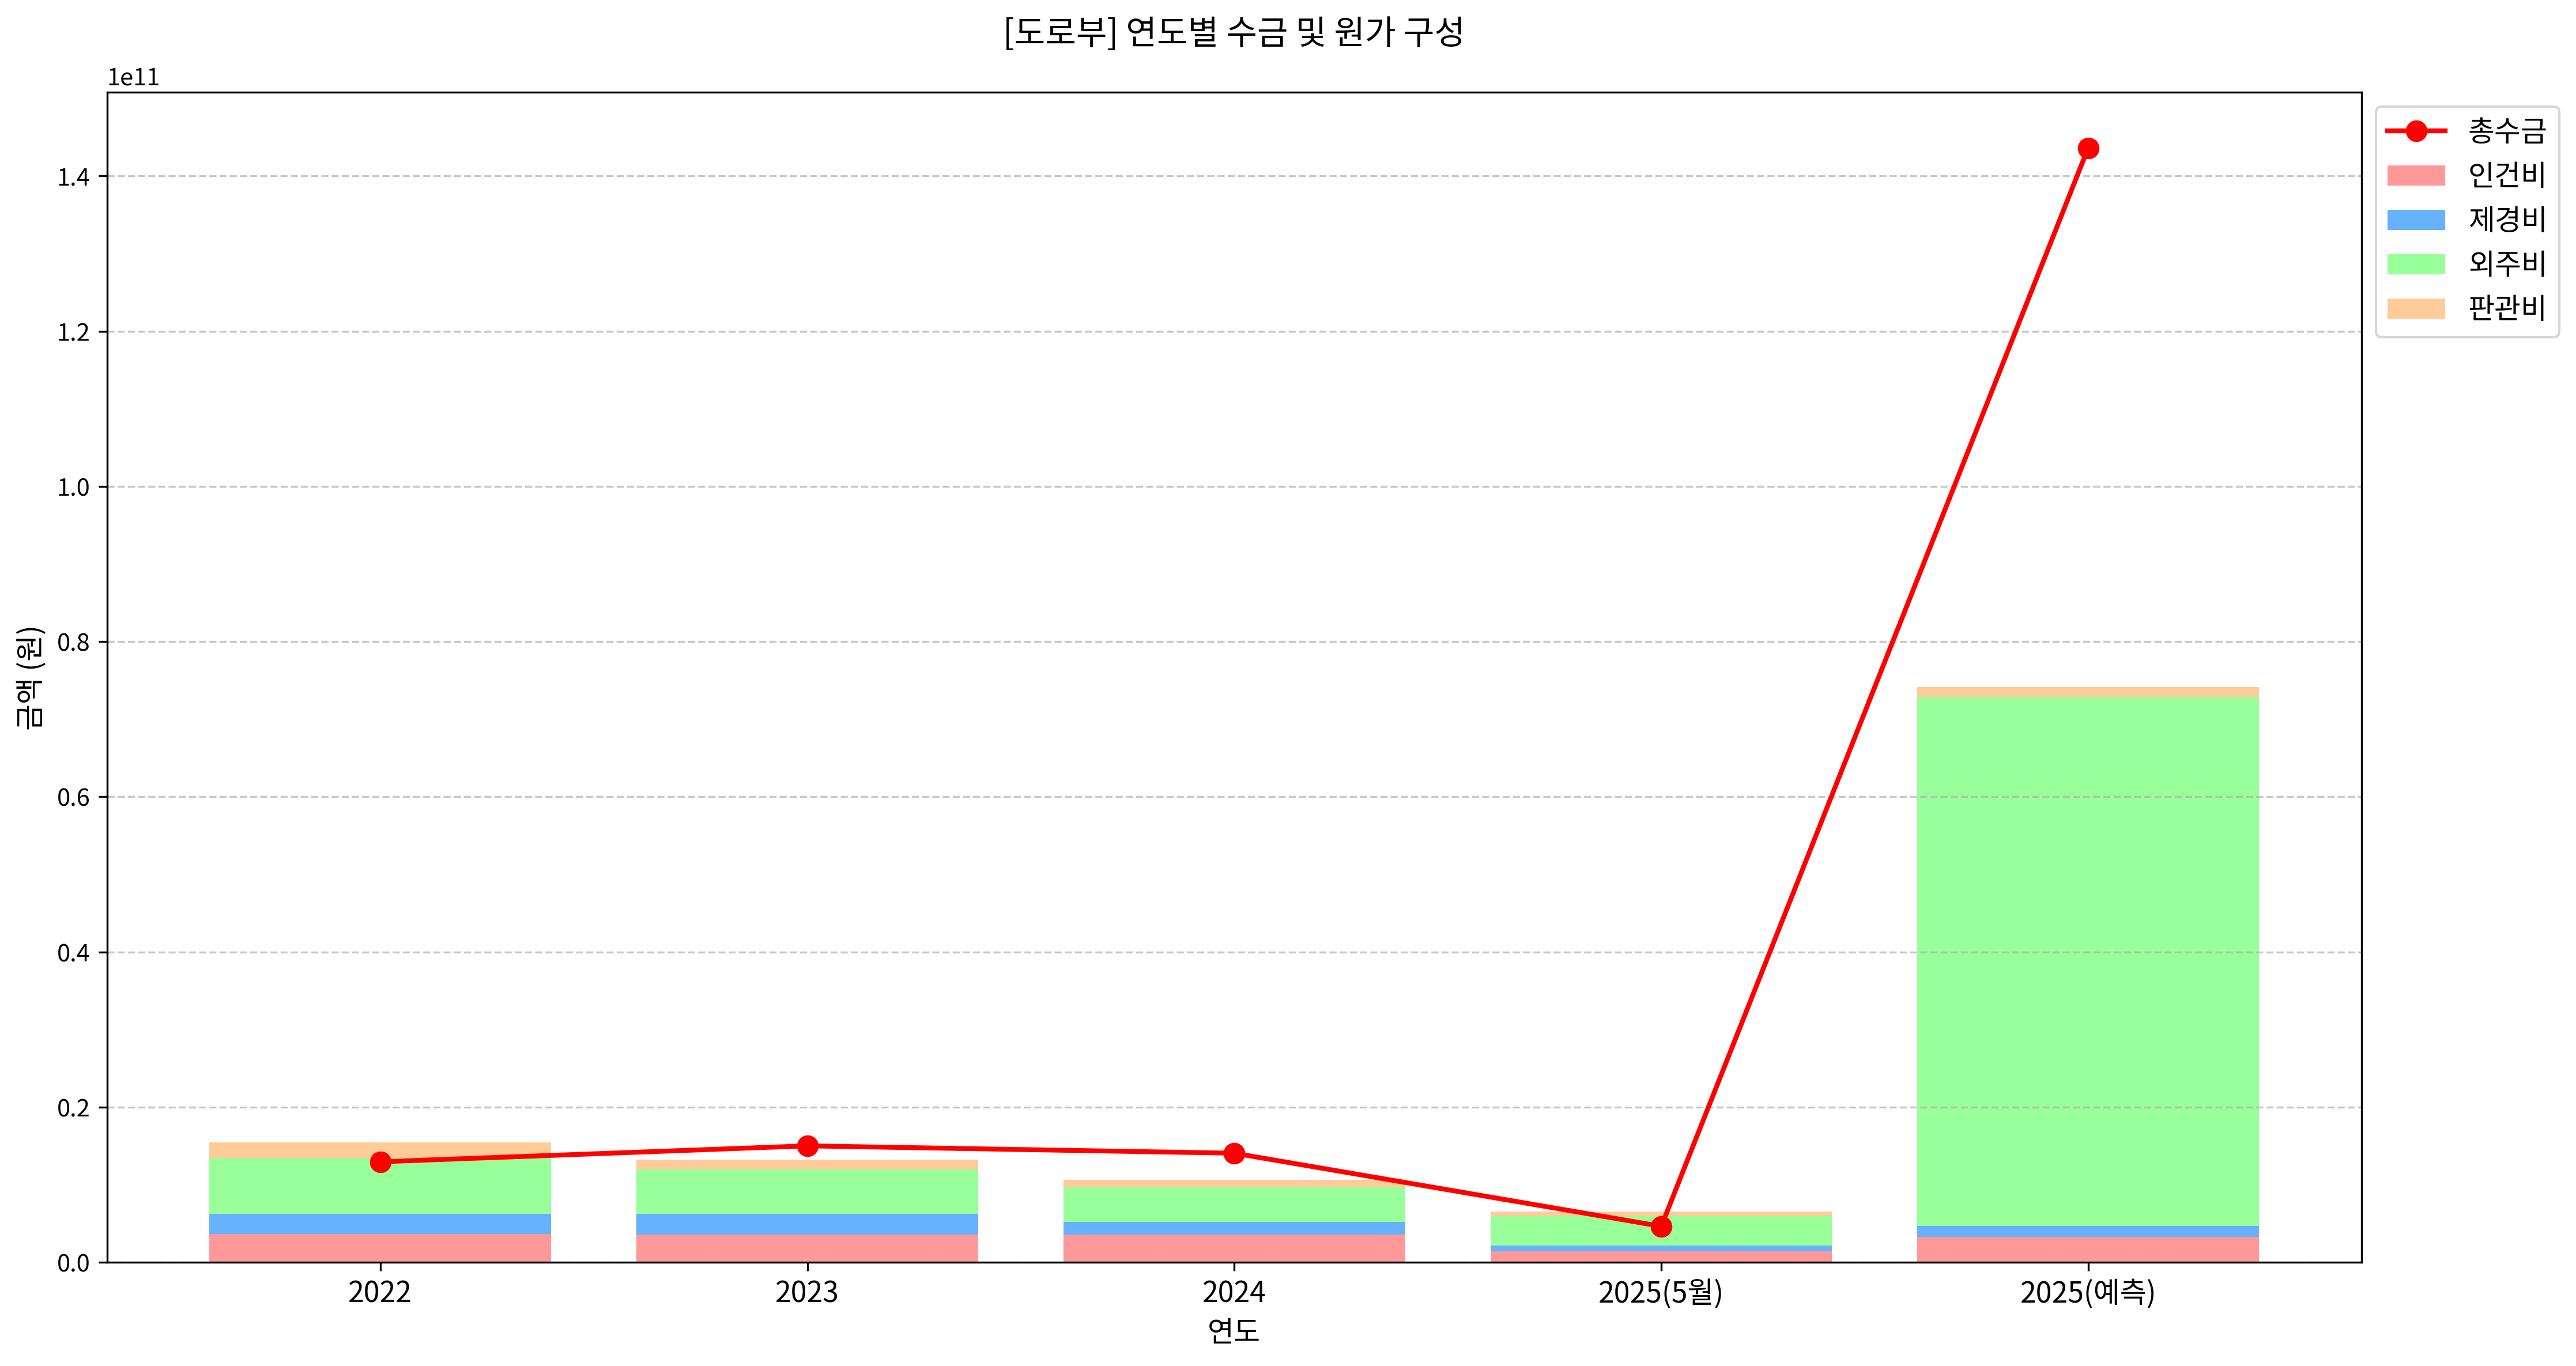 [도로부] 연도별 수금 및 원가 구성
1e11
1.4
1.2
1.0
0.8
0.6
0.4
0.2
0.0
금액 (원)
2022
2023
2024
2025(5월)
2025(예측)
연도
총수금
인건비
제경비
외주비
판관비